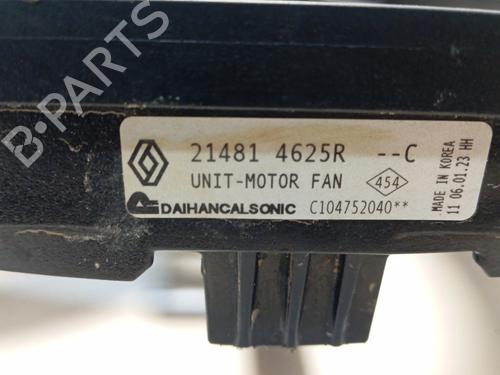 21481 4625R --C
UNIT-MOTOR FAN 454
DAIHANCALSONIC C104752040**
MADE IN KOREA
11 06.01.23 HH
B-PARTS